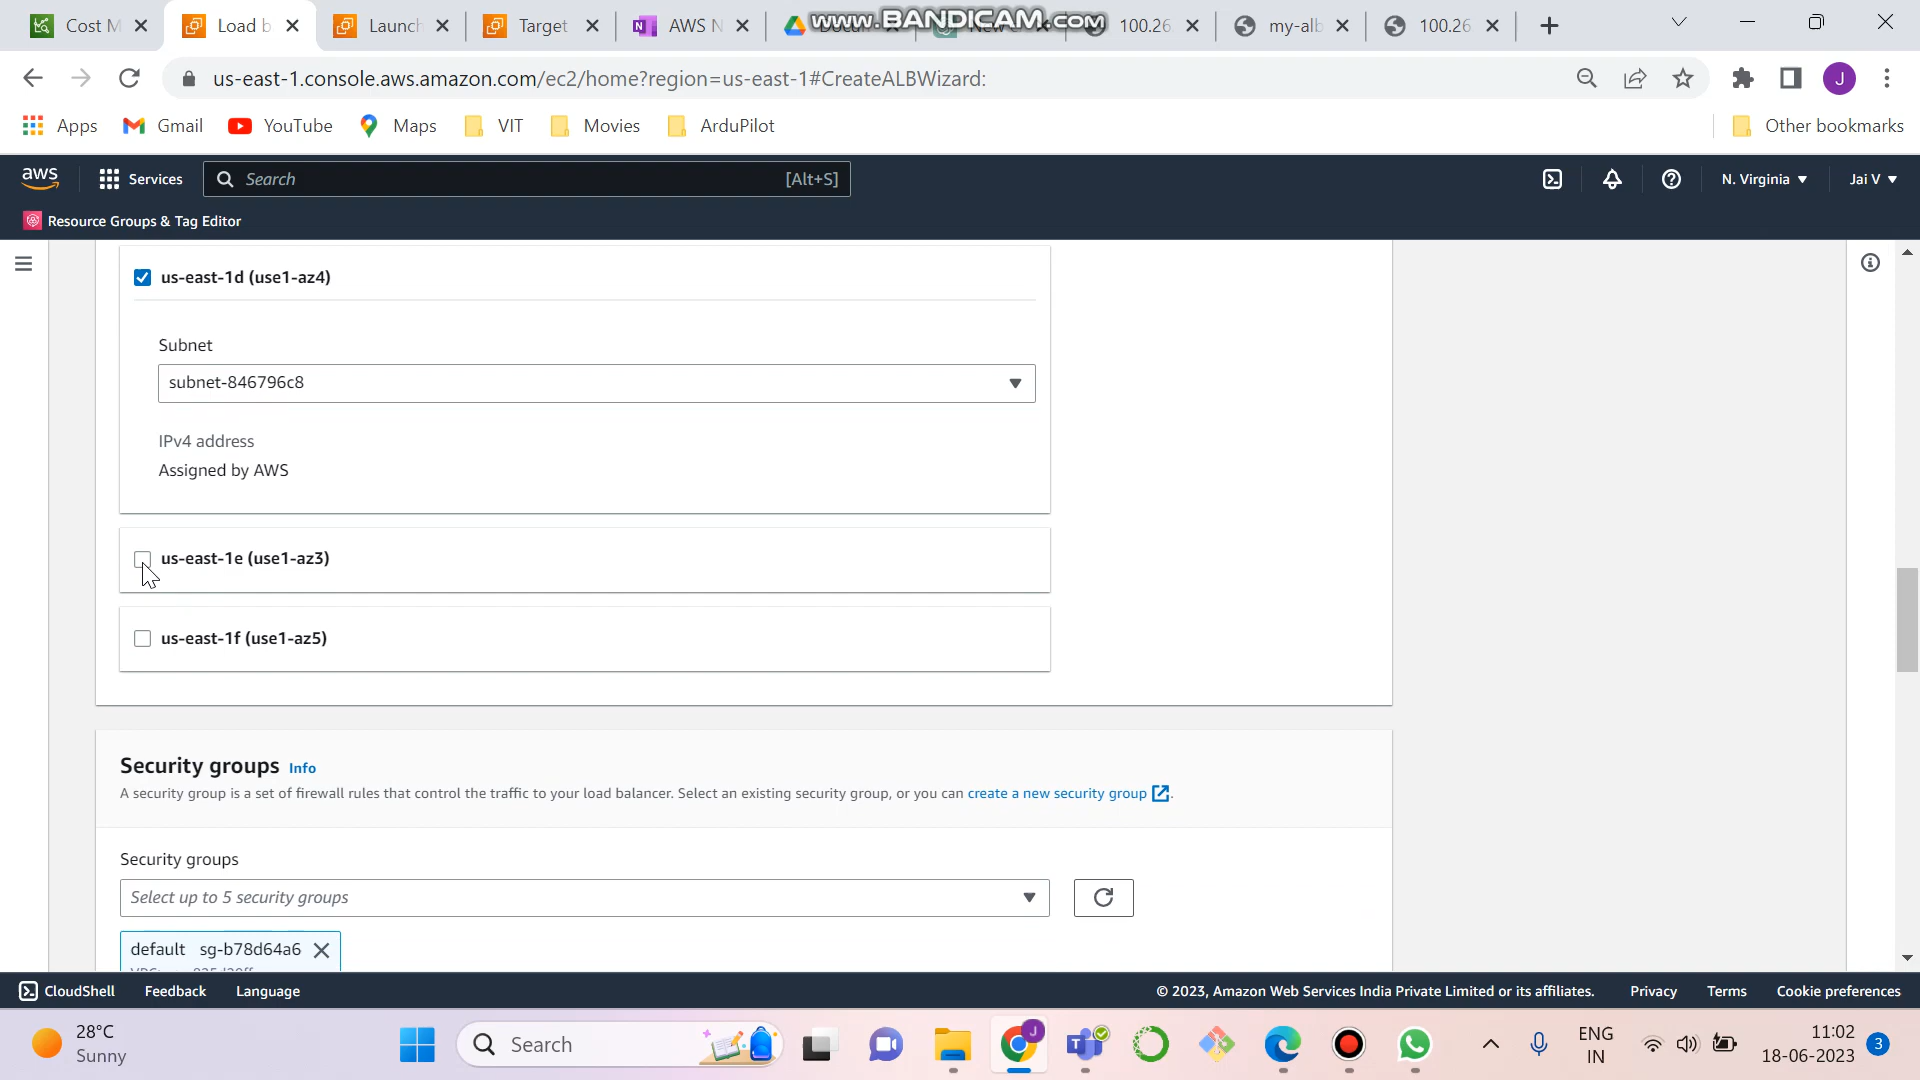 Cost M
Load b
Launch
Target
AWS N
www.BANDICAM.com
100.26
my-alb
100.26
us-east-1.console.aws.amazon.com/ec2/home?region=us-east-1#CreateALBWizard:
J
Apps
Gmail
YouTube
Maps
VIT
Movies
ArduPilot
Other bookmarks
aws
Services
Search
[Alt+S]
N. Virginia
Jai V
Resource Groups & Tag Editor
us-east-1d (use1-az4)
Subnet
subnet-846796c8
IPv4 address
Assigned by AWS
us-east-1e (use1-az3)
us-east-1f (use1-az5)
Security groups Info
A security group is a set of firewall rules that control the traffic to your load balancer. Select an existing security group, or you can create a new security group .
Security groups
Select up to 5 security groups
default sg-b78d64a6
CloudShell
Feedback
Language
© 2023, Amazon Web Services India Private Limited or its affiliates.
Privacy
Terms
Cookie preferences
28°C
Sunny
Search
J
ENG
IN
11:02
18-06-2023
3